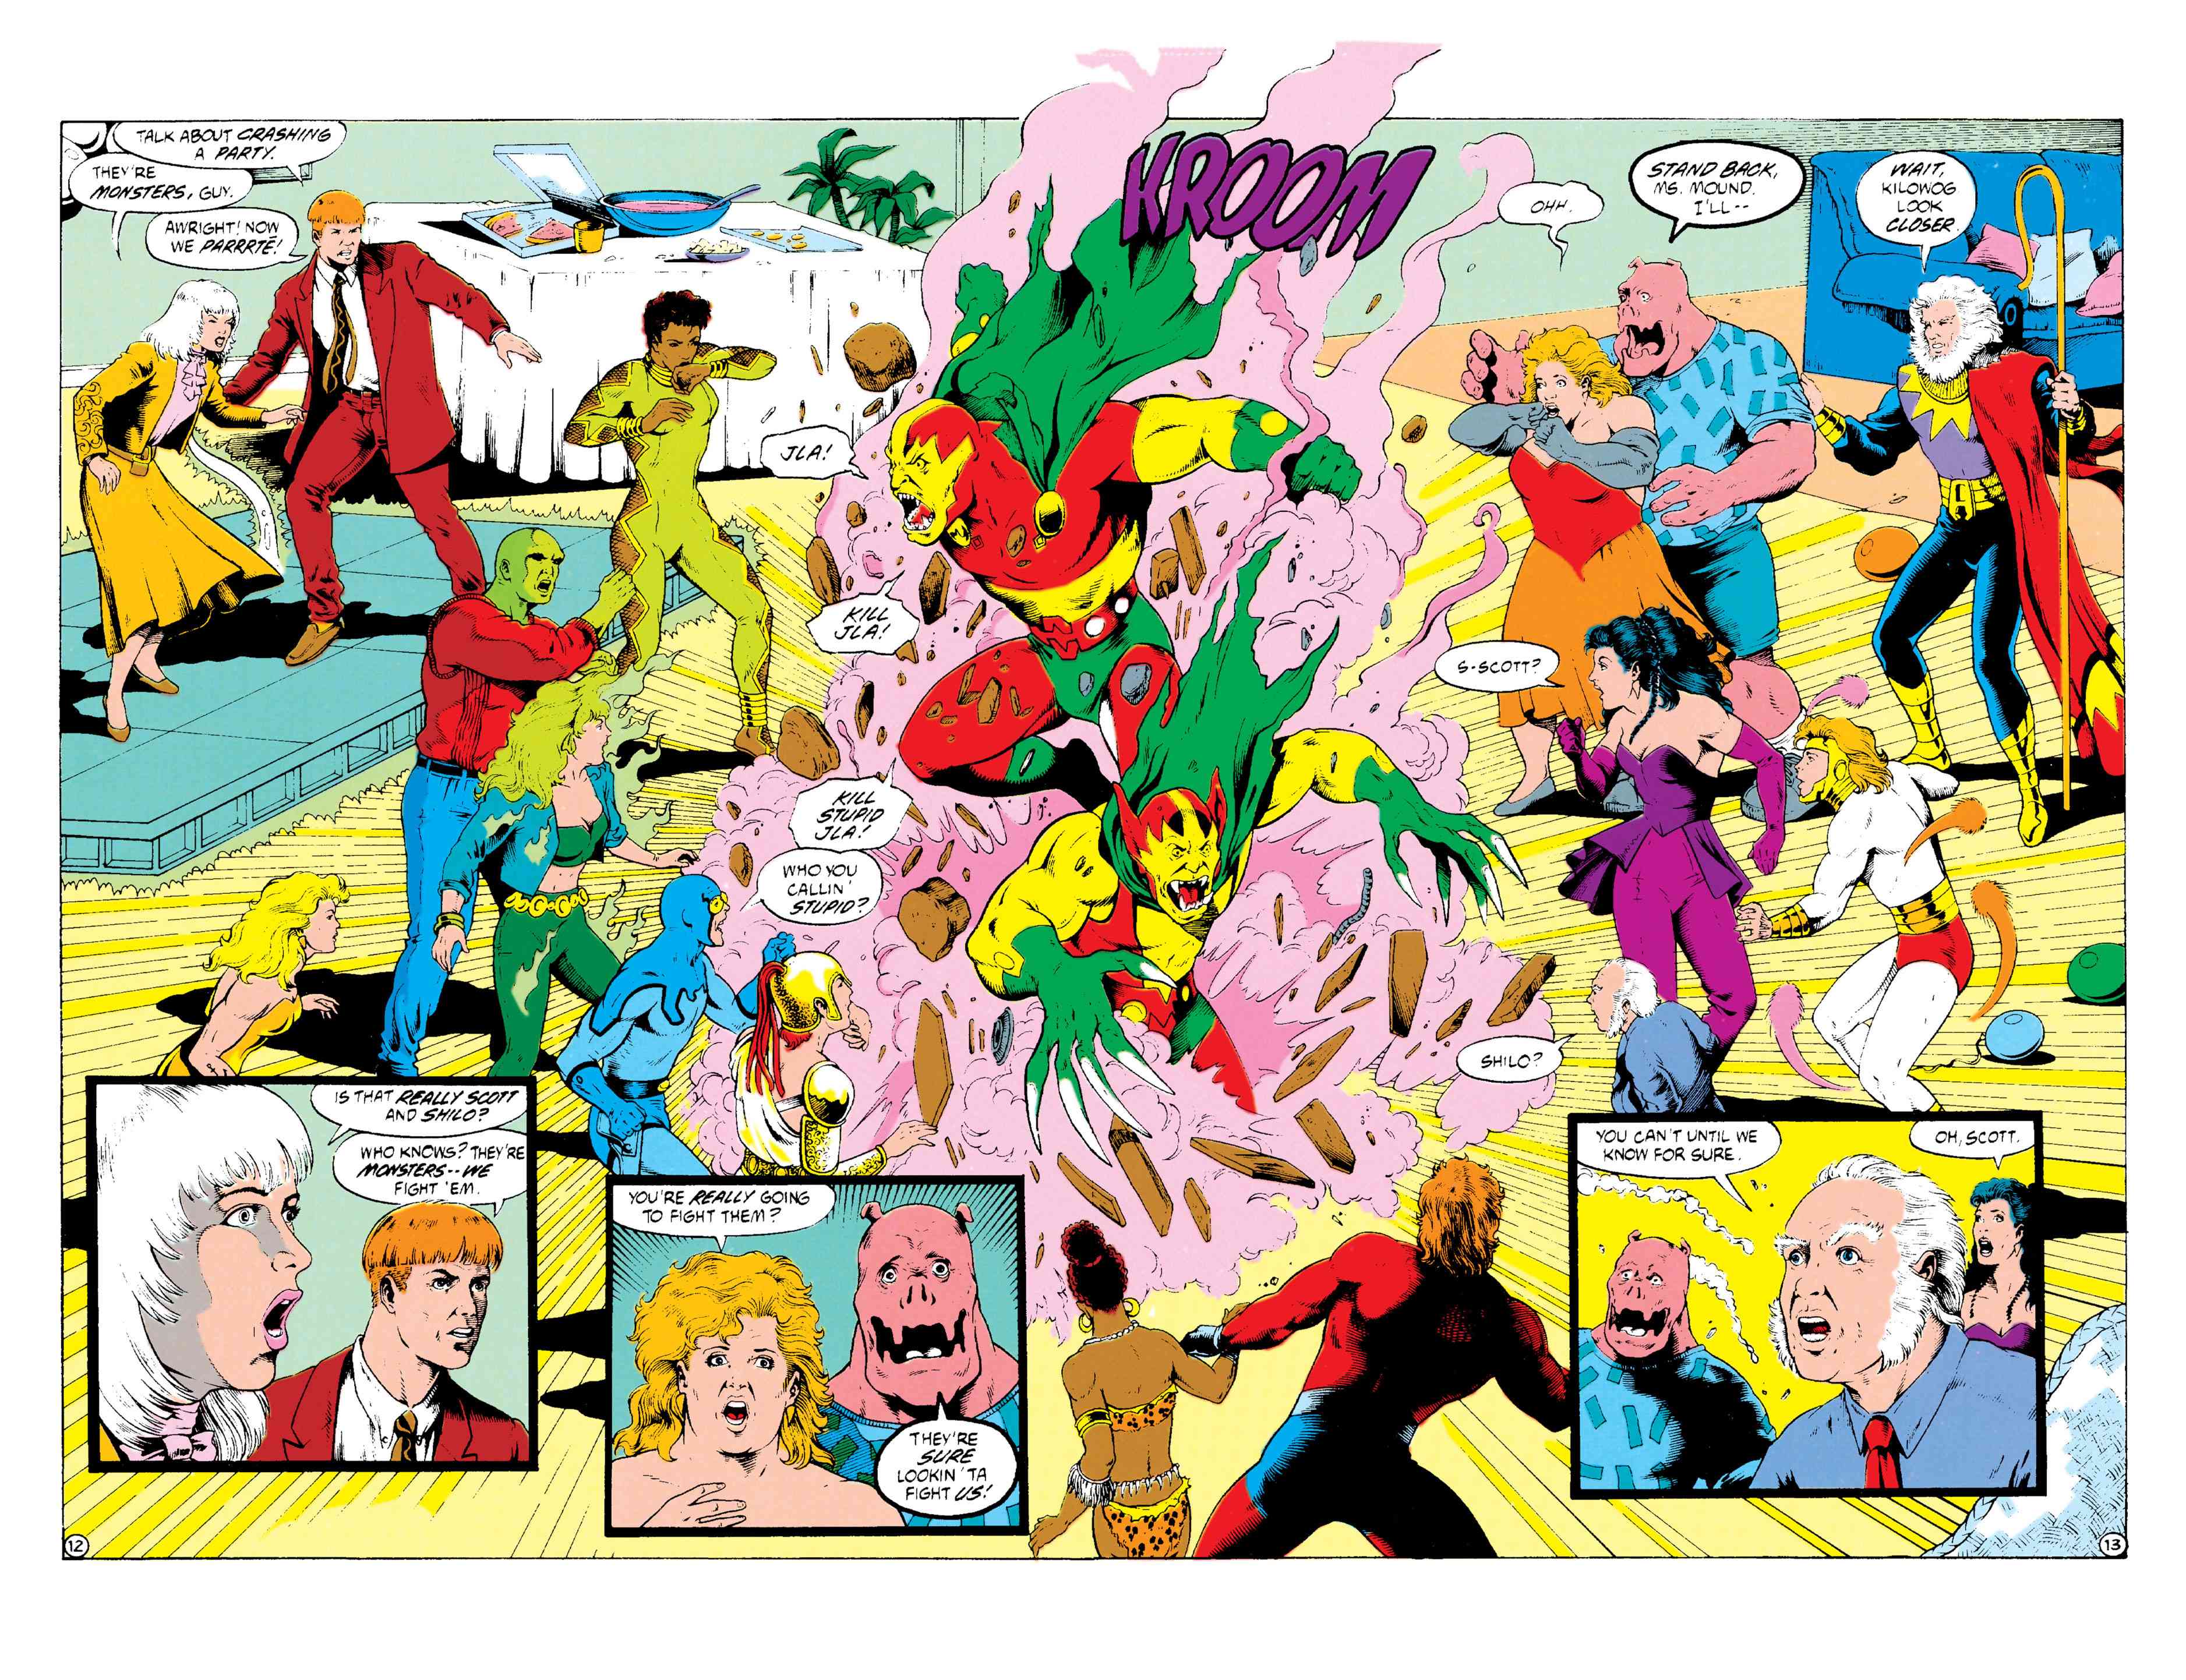 TALK ABOUT CRASHING
A PARTY.
THEY'RE
MONSTERS, GUY.
AWRIGHT! NOW
WE PARRRTÉ!
KROOM
JLA!
KILL
JLA!
KILL
STUPID
JLA!
WHO YOU
CALLIN'
STUPID?
OHH.
STAND BACK,
MS. MOUND.
I'LL--
WAIT,
KILOWOG
LOOK
CLOSER.
S-SCOTT?
SHILO?
IS THAT REALLY SCOTT
AND SHILO?
WHO KNOWS? THEY'RE
MONSTERS--WE
FIGHT 'EM.
YOU'RE REALLY GOING
TO FIGHT THEM?
THEY'RE
SURE
LOOKIN' TA
FIGHT US!
YOU CAN'T UNTIL WE
KNOW FOR SURE.
OH, SCOTT.
12
13